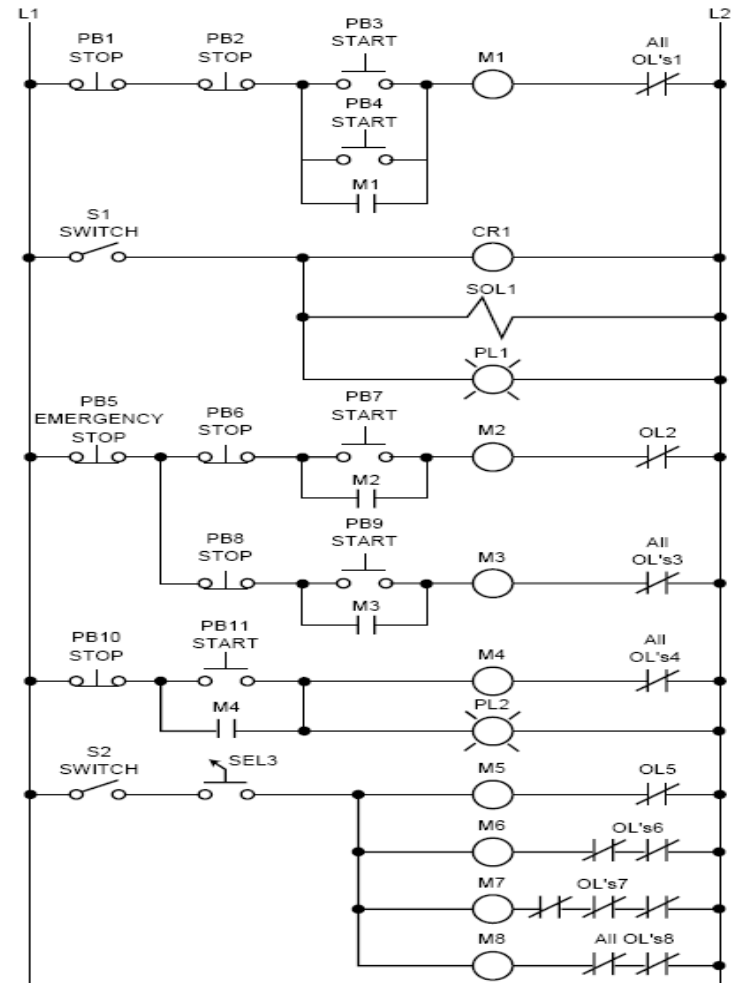 L1
L2
PB1
STOP
PB2
STOP
PB3
START
M1
All
OL's1
PB4
START
M1
S1
SWITCH
CR1
SOL1
PL1
PB5
EMERGENCY
STOP
PB6
STOP
PB7
START
M2
OL2
M2
PB8
STOP
PB9
START
M3
All
OL's3
M3
PB10
STOP
PB11
START
M4
All
OL's4
M4
PL2
S2
SWITCH
SEL3
M5
OL5
M6
OL's6
M7
OL's7
M8
All OL's8